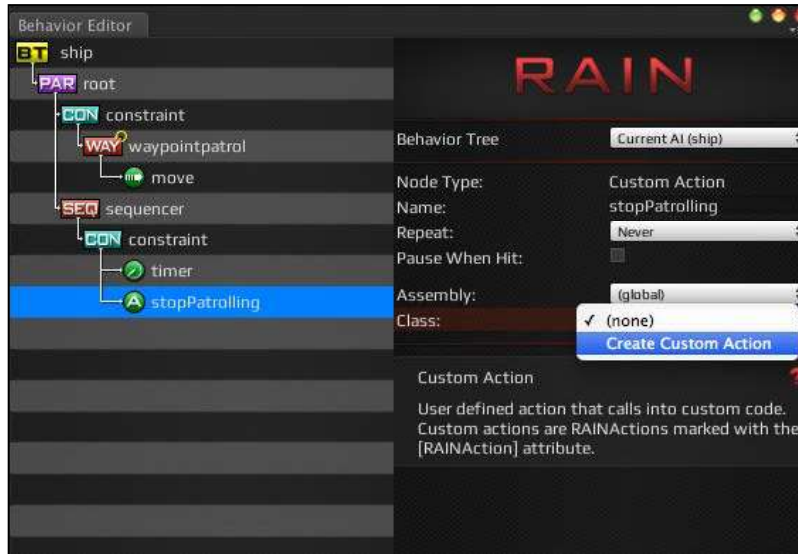 Behavior Editor
BT ship
PAR root
CON constraint
WAY waypointpatrol
move
SEQ sequencer
CON constraint
timer
A stopPatrolling
RAIN
Behavior Tree Current AI (ship)
Node Type: Custom Action
Name: stopPatrolling
Repeat: Never
Pause When Hit:
Assembly: (global)
Class: ✓ (none)
Create Custom Action
Custom Action ?
User defined action that calls into custom code.
Custom actions are RAINActions marked with the
[RAINAction] attribute.